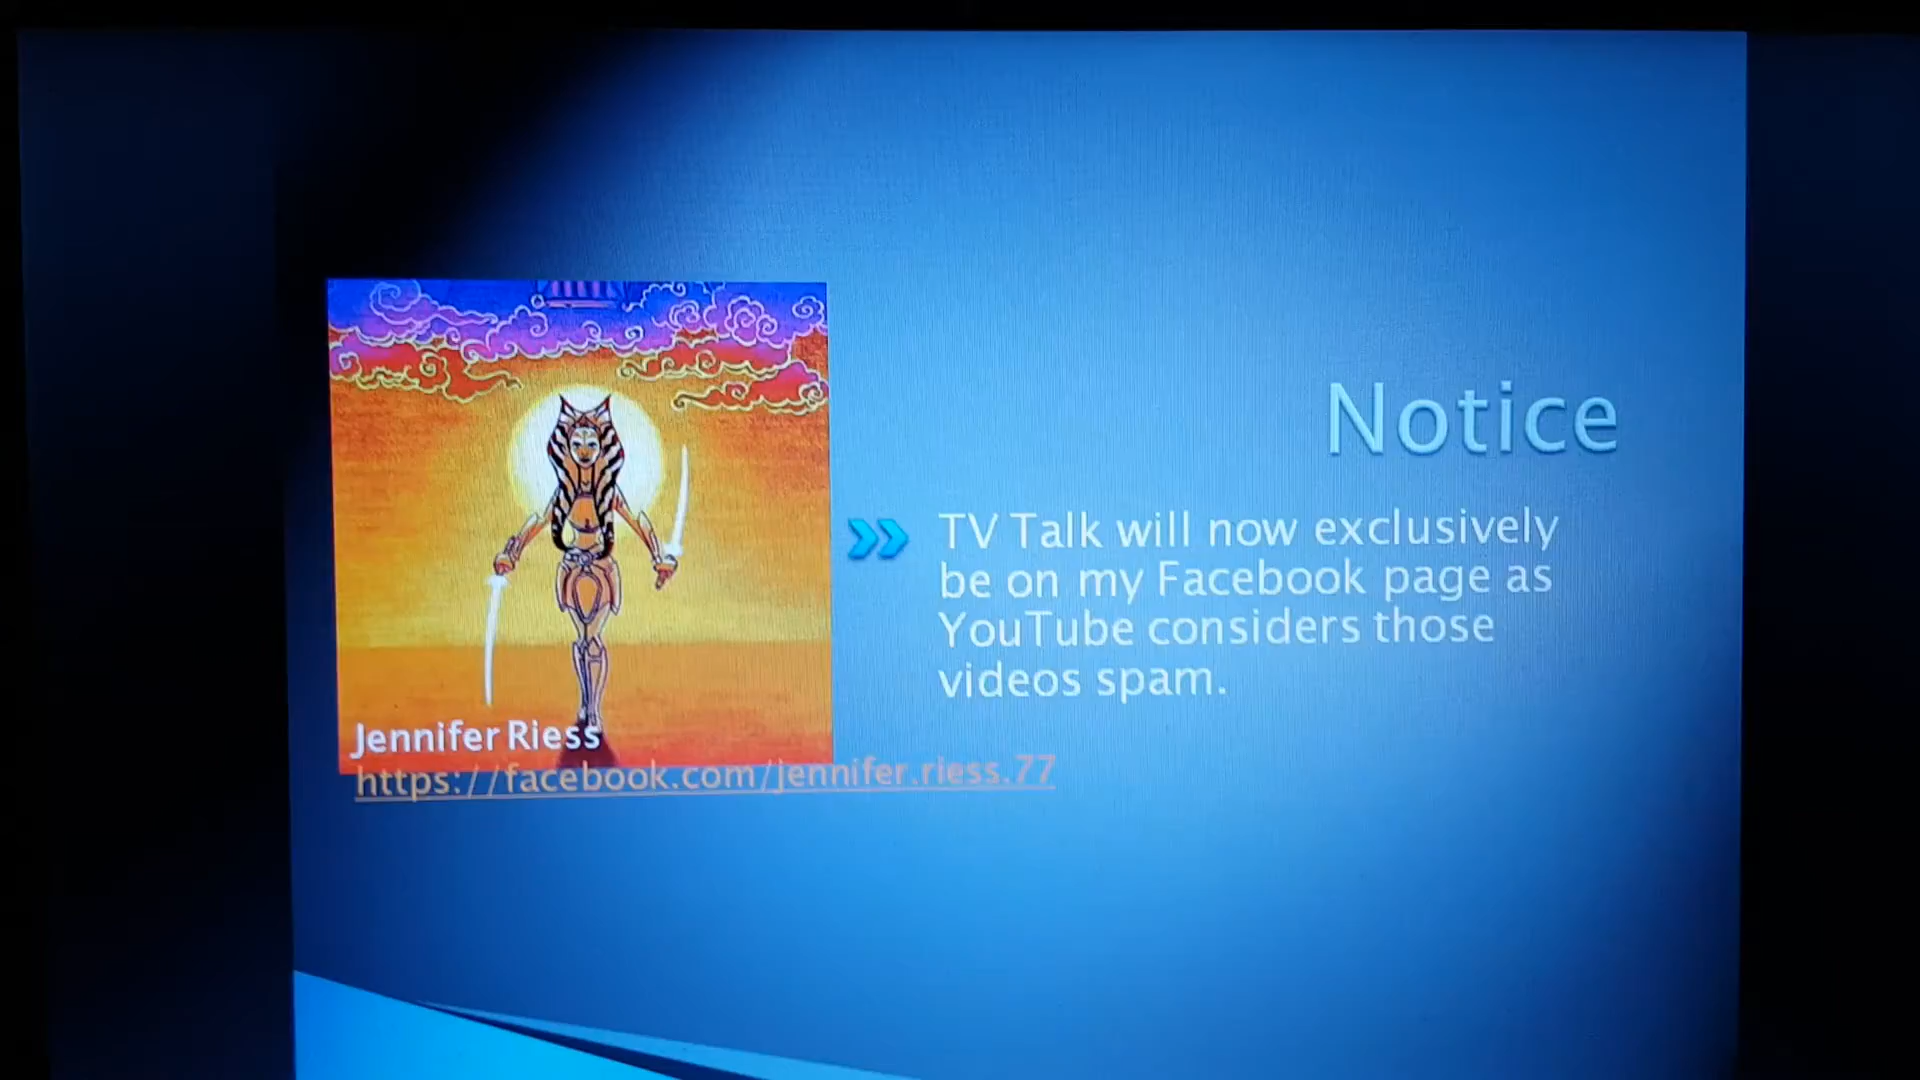 Notice
TV Talk will now exclusively
be on my Facebook page as
YouTube considers those
videos spam.
Jennifer Riess
https://facebook.com/jennifer.riess.77